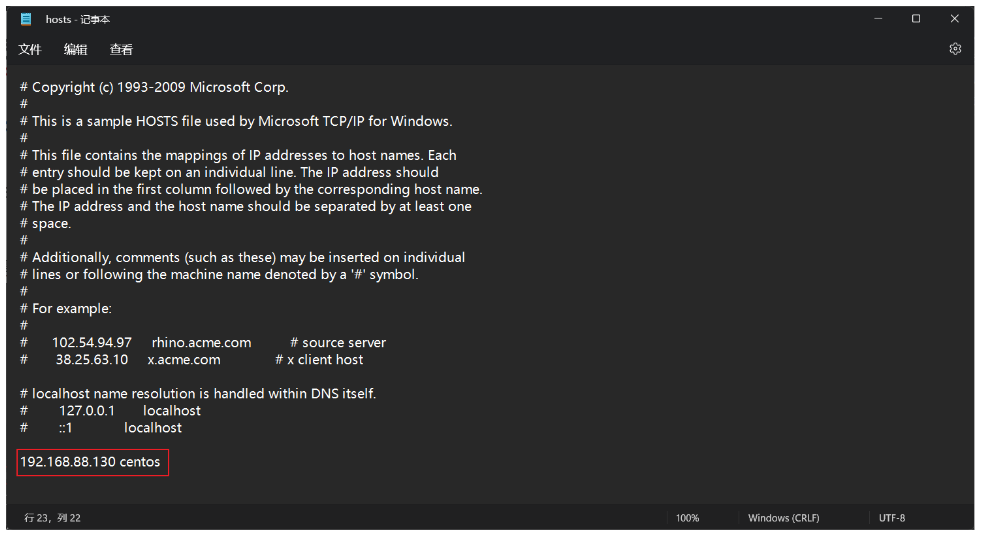 hosts - 记事本
文件 编辑 查看
# Copyright (c) 1993-2009 Microsoft Corp.
#
# This is a sample HOSTS file used by Microsoft TCP/IP for Windows.
#
# This file contains the mappings of IP addresses to host names. Each
# entry should be kept on an individual line. The IP address should
# be placed in the first column followed by the corresponding host name.
# The IP address and the host name should be separated by at least one
# space.
#
# Additionally, comments (such as these) may be inserted on individual
# lines or following the machine name denoted by a '#' symbol.
#
# For example:
#
# 102.54.94.97 rhino.acme.com # source server
# 38.25.63.10 x.acme.com # x client host
# localhost name resolution is handled within DNS itself.
# 127.0.0.1 localhost
# ::1 localhost
192.168.88.130 centos
行 23，列 22 100% Windows (CRLF) UTF-8